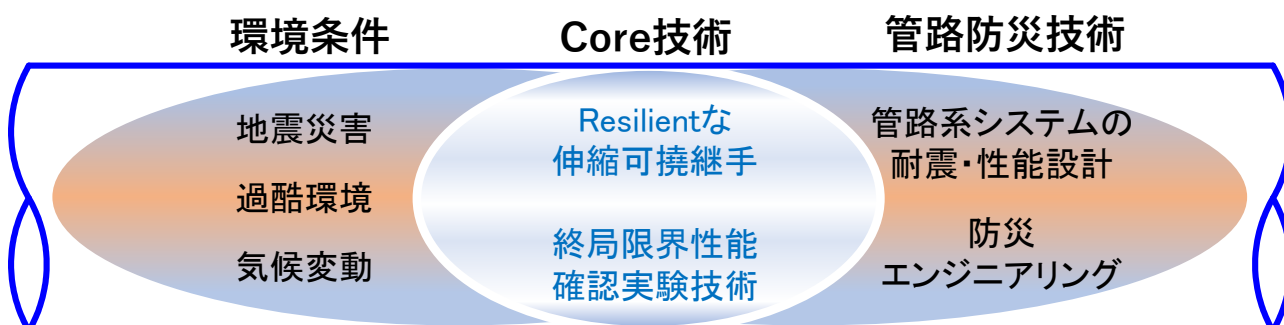 環境条件
Core技術
管路防災技術
地震災害
過酷環境
気候変動
Resilientな
伸縮可撓継手
終局限界性能
確認実験技術
管路系システムの
耐震・性能設計
防災
エンジニアリング